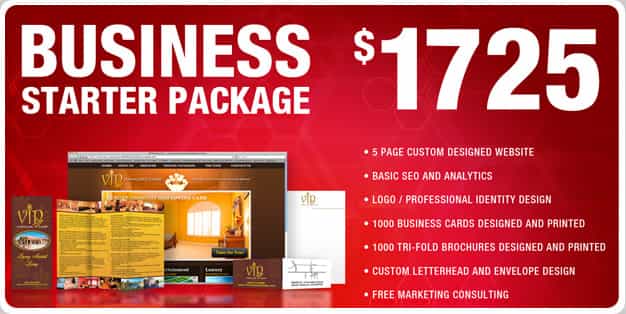 BUSINESS
STARTER PACKAGE
$1725
• 5 PAGE CUSTOM DESIGNED WEBSITE
• BASIC SEO AND ANALYTICS
• LOGO / PROFESSIONAL IDENTITY DESIGN
• 1000 BUSINESS CARDS DESIGNED AND PRINTED
• 1000 TRI-FOLD BROCHURES DESIGNED AND PRINTED
• CUSTOM LETTERHEAD AND ENVELOPE DESIGN
• FREE MARKETING CONSULTING